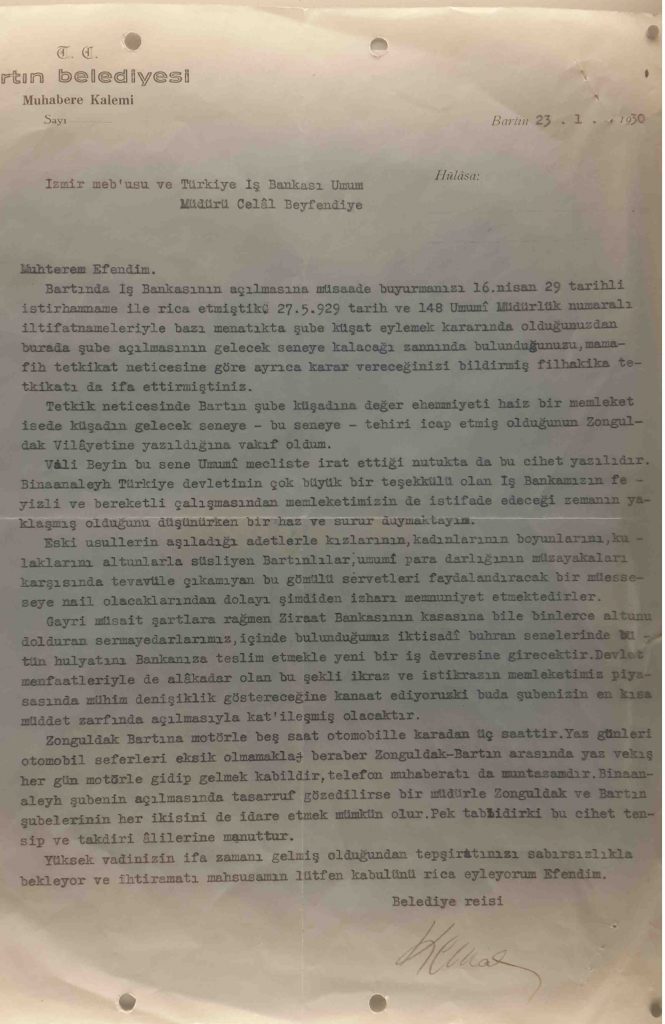 T. C.
rtın belediyesi
Muhabere Kalemi
Sayı
Bartın 23 . 1 . 1930
Hülâsa:
Izmir meb'usu ve Türkiye İş Bankası Umum
Müdürü Celâl Beyfendiye
Muhterem Efendim.
Bartında İş Bankasının açılmasına müsaade buyurmanızı 16.nisan 29 tarihli
istirhamname ile rica etmiştik. 27.5.929 tarih ve 148 Umumî Müdürlük numaralı
iltifatnameleriyle bazı menatıkta şube küşat eylemek kararında olduğumuzdan
burada şube açılmasının gelecek seneye kalacağı zannında bulunduğunuzu,mama-
fih tetkikat neticesine göre ayrıca karar vereceğinizi bildirmiş filhakika te-
tkikatı da ifa ettirmiştiniz.
Tetkik neticesinde Bartın şube küşadına değer ehemmiyeti haiz bir memleket
isede küşadın gelecek seneye - bu seneye - tehiri icap etmiş olduğunun Zongul-
dak Vilâyetine yazıldığına vakıf oldum.
Vali Beyin bu sene Umumî mecliste irat ettiği nutukta da bu cihet yazılıdır.
Binaanaleyh Türkiye devletinin çok büyük bir teşekkülü olan İş Bankamızın fe -
yizli ve bereketli çalışmasından memleketimizin de istifade edeceği zemanın ya-
klaşmış olduğunu düşünürken bir haz ve surur duymaktayım.
Eski usullerin aşıladığı adetlerle kızlarının,kadınlarının boyunlarını,ku -
laklarını altunlarla süsliyen Bartınlılar,umumî para darlığının müzayakaları
karşısında tevavüle çıkamıyan bu gömülü servetleri faydalandıracak bir müesse-
seye nail olacaklarından dolayı şimdiden izharı memnuniyet etmektedirler.
Gayri müsait şartlara rağmen Ziraat Bankasının kasasına bile binlerce altunu
dolduran sermayedarlarımız,içinde bulunduğumuz iktisadî buhran senelerinde bü -
tün hulyatını Bankanıza teslim etmekle yeni bir iş devresine girecektir.Devlet
menfaatleriyle de alâkadar olan bu şekli ikraz ve istikrazın memleketimiz piya-
sasında mühim denişiklik göstereceğine kanaat ediyoruzki buda şubenizin en kısa
müddet zarfında açılmasıyla kat'ileşmiş olacaktır.
Zonguldak Bartına motörle beş saat otomobille karadan üç saattir.Yaz günleri
otomobil seferleri eksik olmamakla beraber Zonguldak-Bartın arasında yaz vekış
her gün motörle gidip gelmek kabildir,telefon muhaberatı da muntazamdır.Binaan-
aleyh şubenin açılmasında tasarruf gözedilirse bir müdürle Zonguldak ve Bartın
şubelerinin her ikisini de idare etmek mümkün olur.Pek tabiidirki bu cihet ten-
sip ve takdiri âlilerine manuttur.
Yüksek vadinizin ifa zamanı gelmiş olduğundan tepşiratınızı sabırsızlıkla
bekleyor ve ihtiramatı mahsusamın lütfen kabulünü rica eyleyorum Efendim.
Belediye reisi
Kemal